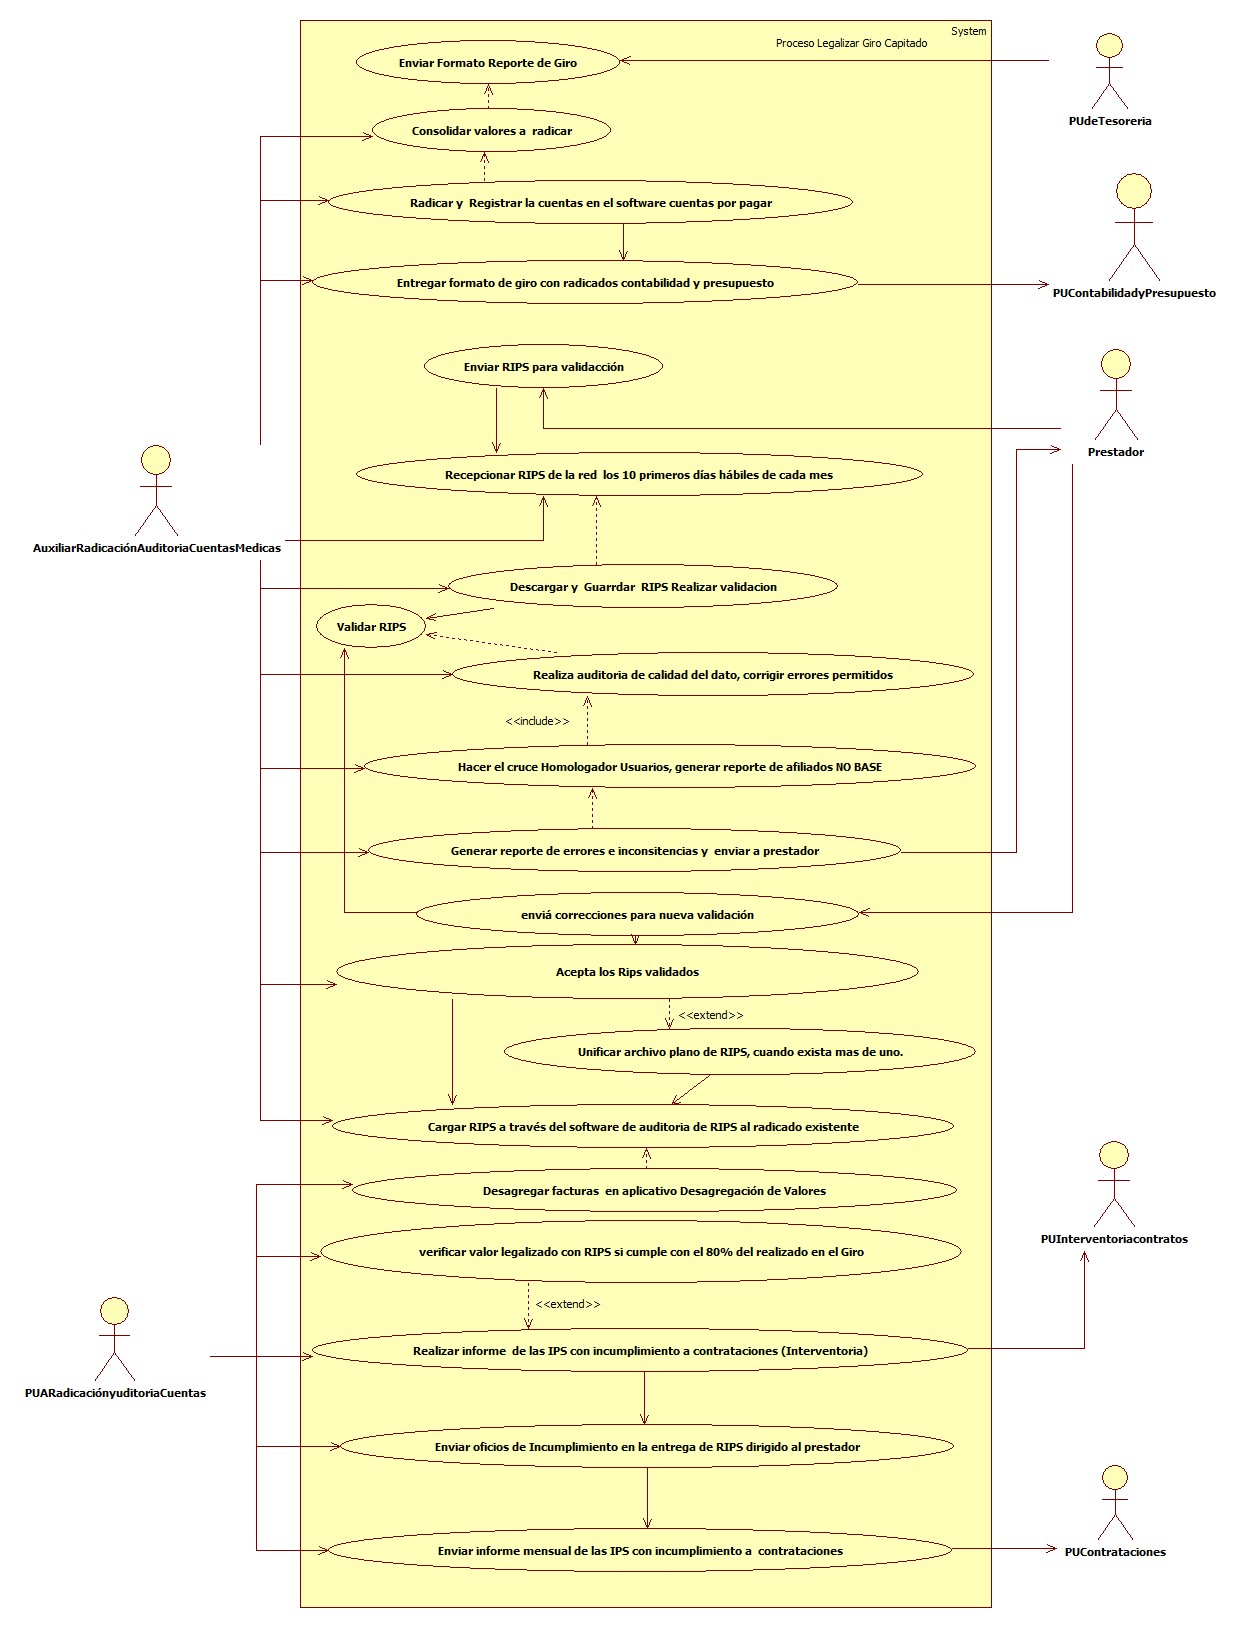 System
Proceso Legalizar Giro Capitado
Enviar Formato Reporte de Giro
PUdeTesoreria
Consolidar valores a  radicar
Radicar y  Registrar la cuentas en el software cuentas por pagar
Entregar formato de giro con radicados contabilidad y presupuesto
PUContabilidadyPresupuesto
Enviar RIPS para validacción
Prestador
Recepcionar RIPS de la red  los 10 primeros días hábiles de cada mes
AuxiliarRadicaciónAuditoriaCuentasMedicas
Descargar y  Guarrdar  RIPS Realizar validacion
Validar RIPS
Realiza auditoria de calidad del dato, corrigir errores permitidos
<<include>>
Hacer el cruce Homologador Usuarios, generar reporte de afiliados NO BASE
Generar reporte de errores e inconsitencias y  enviar a prestador
enviá correcciones para nueva validación
Acepta los Rips validados
<<extend>>
Unificar archivo plano de RIPS, cuando exista mas de uno.
Cargar RIPS a través del software de auditoria de RIPS al radicado existente
Desagregar facturas  en aplicativo Desagregación de Valores
PUInterventoriacontratos
verificar valor legalizado con RIPS si cumple con el 80% del realizado en el Giro
<<extend>>
Realizar informe  de las IPS con incumplimiento a contrataciones (Interventoria)
PUARadicaciónyuditoriaCuentas
Enviar oficios de Incumplimiento en la entrega de RIPS dirigido al prestador
Enviar informe mensual de las IPS con incumplimiento a  contrataciones
PUContrataciones